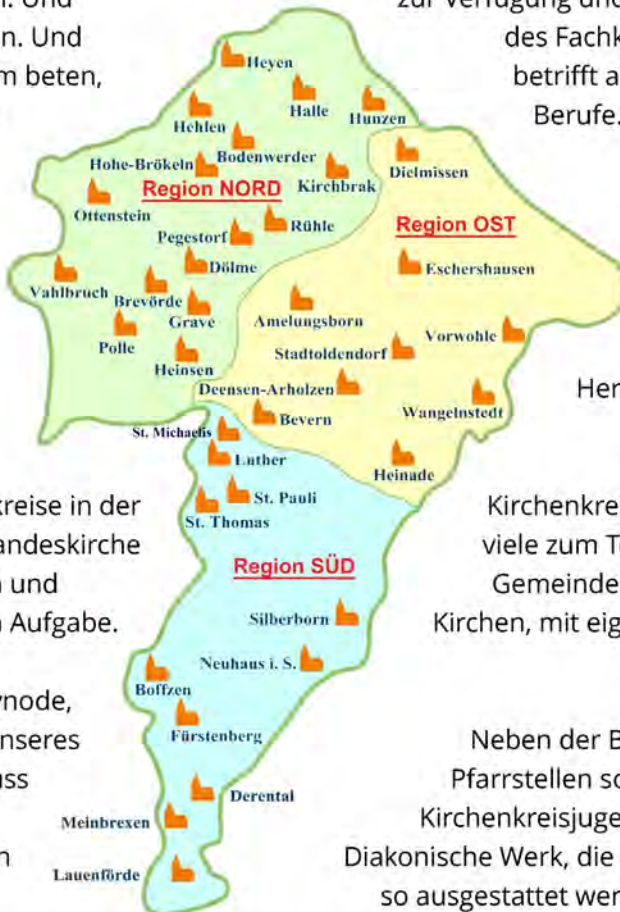 n. Und
n. Und
m beten,
zur Verfügung und
des Fachk
betrifft a
Berufe.
Heyen
Halle
Hunzen
Hehlen
Bodenwerder
Hohe-Brökeln
Kirchbrak
Dielmissen
Region NORD
Ottenstein
Rühle
Region OST
Pegestorf
Dölme
Eschershausen
Vahlbruch
Brevörde
Grave
Amelungsborn
Vorwohle
Polle
Stadtoldendorf
Heinsen
Deensen-Arholzen
Her
Wangelnstedt
Bevern
St. Michaelis
Luther
Heinade
St. Pauli
St. Thomas
kreise in der
andeskirche
n und
n Aufgabe.
Kirchenkre
viele zum T
Gemeinde
Kirchen, mit eig
Region SÜD
Silberborn
Neuhaus i. S.
Boffzen
Fürstenberg
ynode,
unseres
uss
n
Neben der B
Pfarrstellen so
Kirchenkreisjuge
Diakonische Werk, die
so ausgestattet wer
Derental
Meinbrexen
Lauenförde